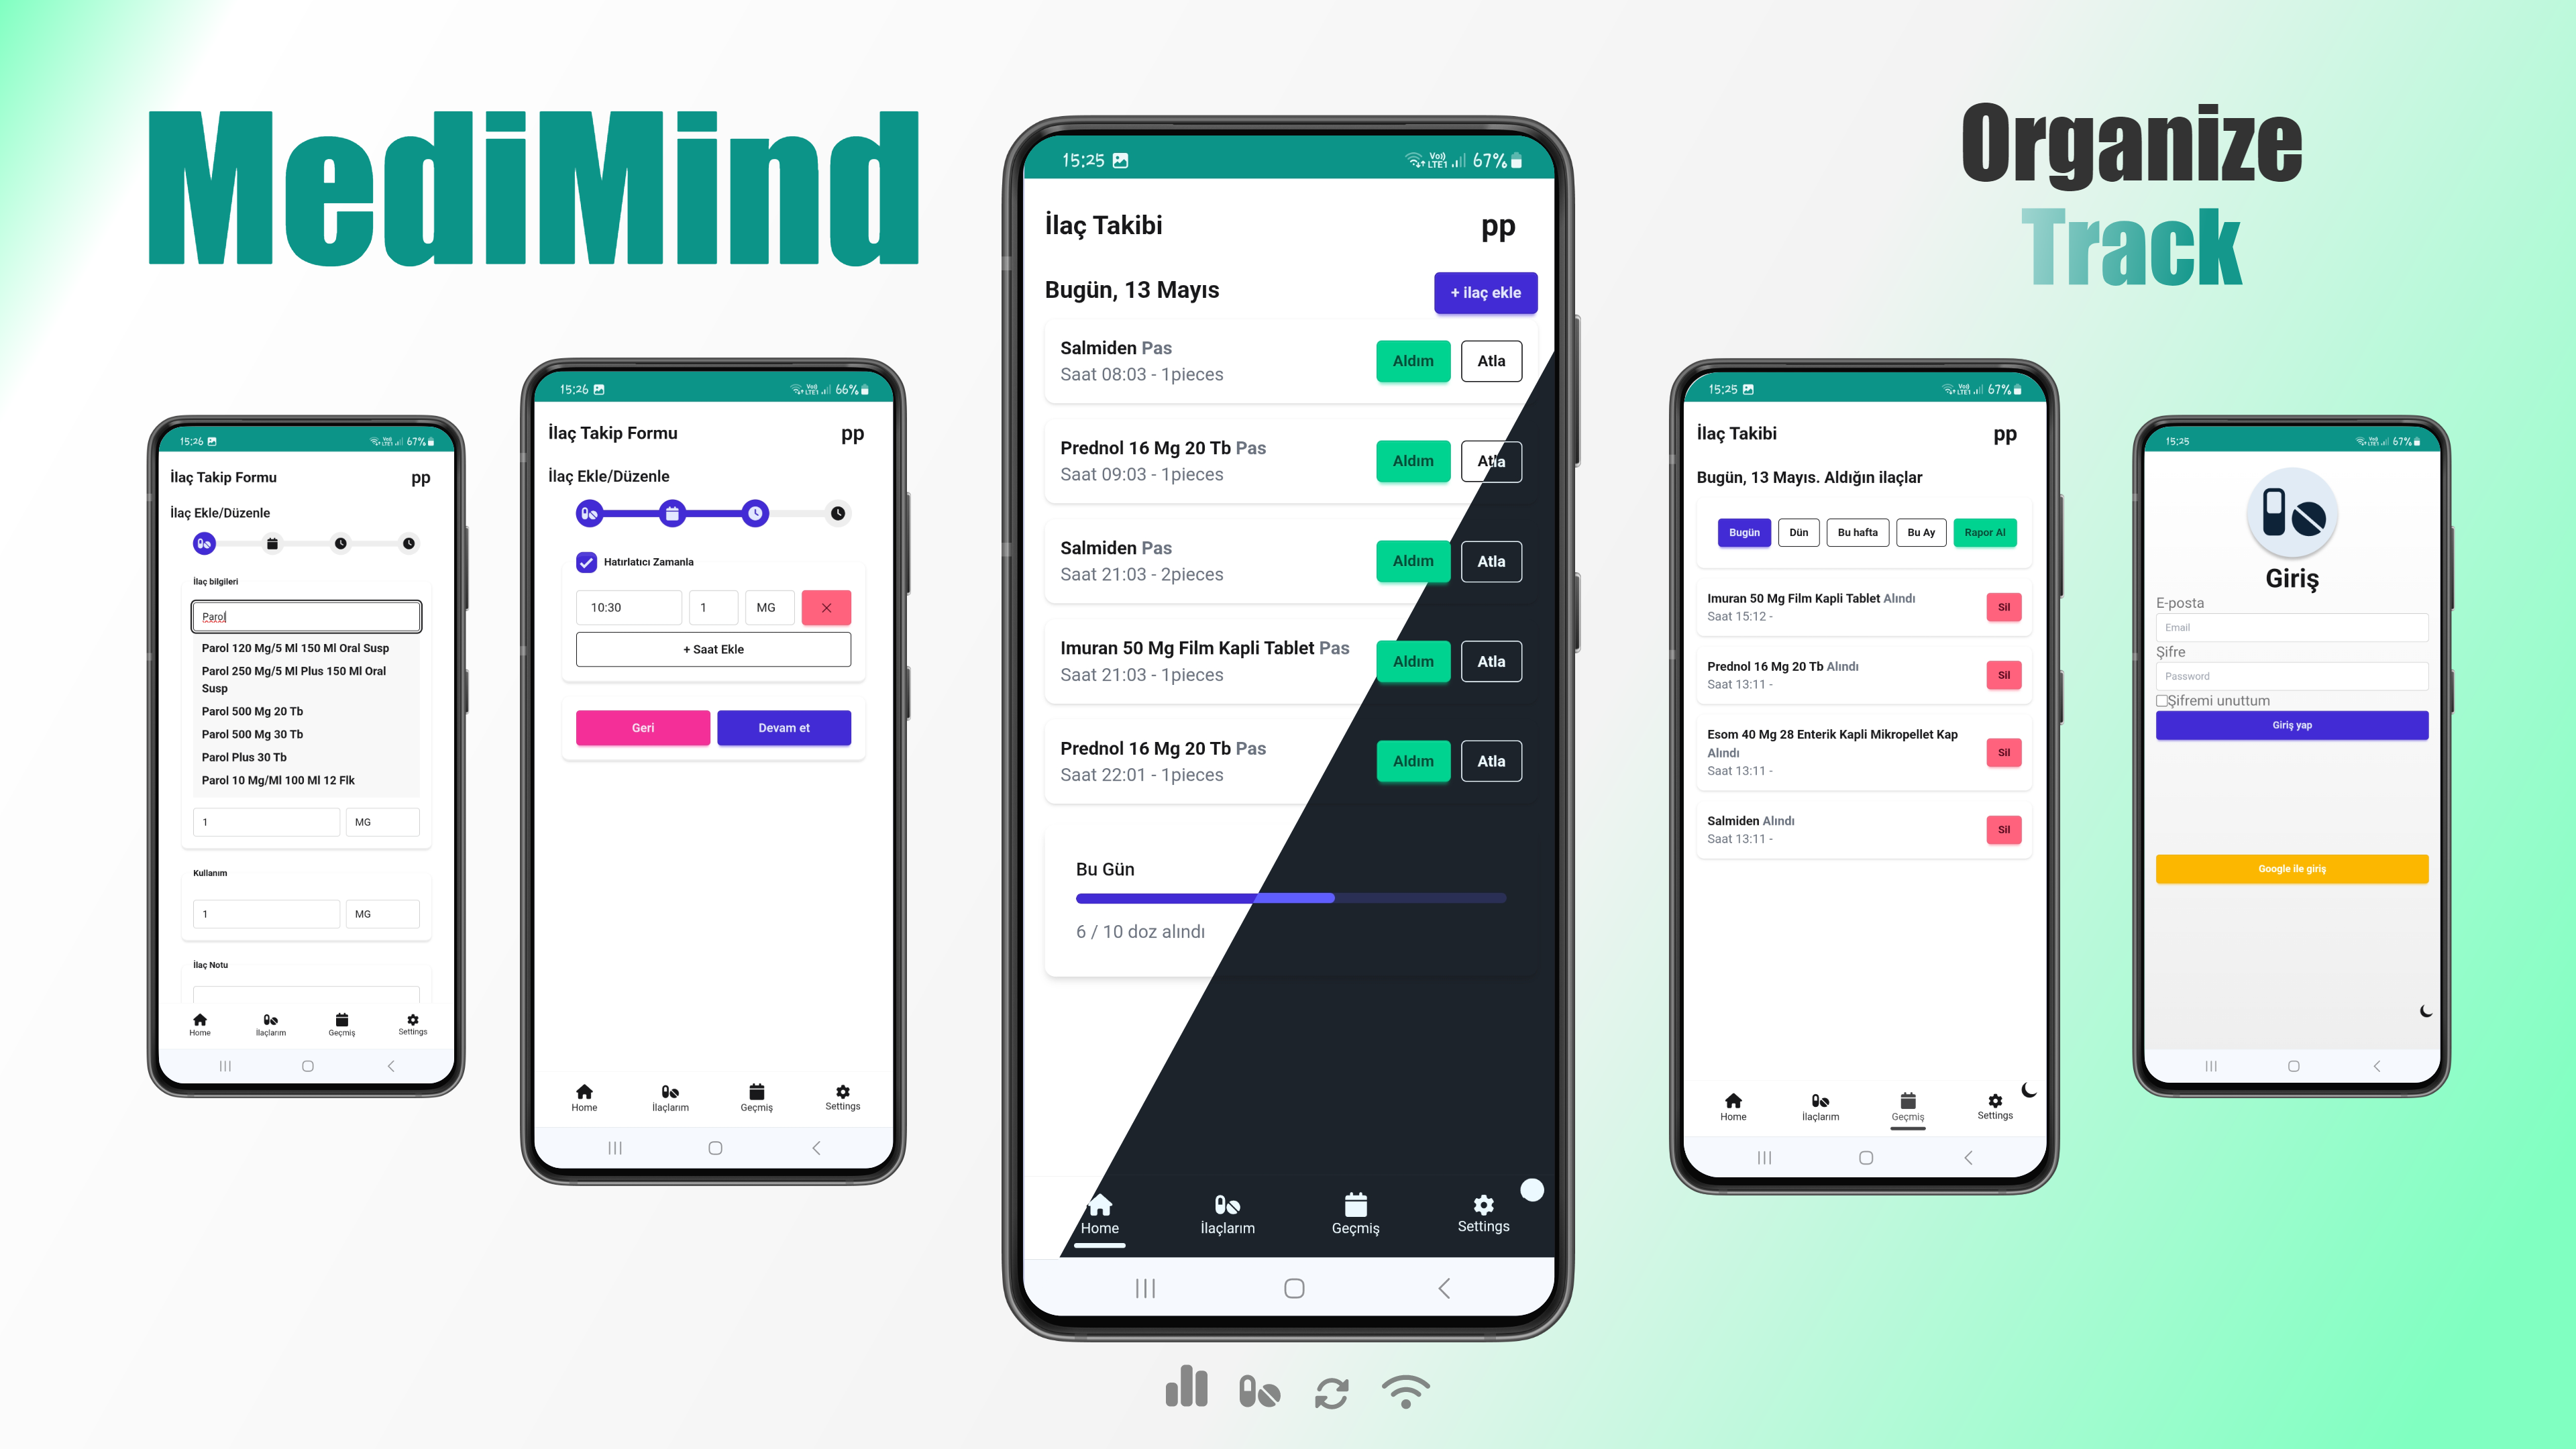 MediMind
Organize
Track
15:26 67%
İlaç Takip Formu pp
İlaç Ekle/Düzenle
İlaç bilgileri
Parol
Parol 120 Mg/5 Ml 150 Ml Oral Susp
Parol 250 Mg/5 Ml Plus 150 Ml Oral
Susp
Parol 500 Mg 20 Tb
Parol 500 Mg 30 Tb
Parol Plus 30 Tb
Parol 10 Mg/Ml 100 Ml 12 Flk
1 MG
Kullanım
1 MG
İlaç Notu
Home İlaçlarım Geçmiş Settings
15:26 66%
İlaç Takip Formu pp
İlaç Ekle/Düzenle
Hatırlatıcı Zamanla
10:30 1 MG
+ Saat Ekle
Geri Devam et
Home İlaçlarım Geçmiş Settings
15:25 Vo) LTE1 67%
İlaç Takibi pp
Bugün, 13 Mayıs + ilaç ekle
Salmiden Pas
Saat 08:03 - 1pieces
Aldım Atla
Prednol 16 Mg 20 Tb Pas
Saat 09:03 - 1pieces
Aldım Atla
Salmiden Pas
Saat 21:03 - 2pieces
Aldım Atla
Imuran 50 Mg Film Kapli Tablet Pas
Saat 21:03 - 1pieces
Aldım Atla
Prednol 16 Mg 20 Tb Pas
Saat 22:01 - 1pieces
Aldım Atla
Bu Gün
6 / 10 doz alındı
Home İlaçlarım Geçmiş Settings
15:25 67%
İlaç Takibi pp
Bugün, 13 Mayıs. Aldığın ilaçlar
Bugün Dün Bu hafta Bu Ay Rapor Al
Imuran 50 Mg Film Kapli Tablet Alındı
Saat 15:12 -
Sil
Prednol 16 Mg 20 Tb Alındı
Saat 13:11 -
Sil
Esom 40 Mg 28 Enterik Kapli Mikropellet Kap
Alındı
Saat 13:11 -
Sil
Salmiden Alındı
Saat 13:11 -
Sil
Home İlaçlarım Geçmiş Settings
15:25 67%
Giriş
E-posta
Email
Şifre
Password
Şifremi unuttum
Giriş yap
Google ile giriş